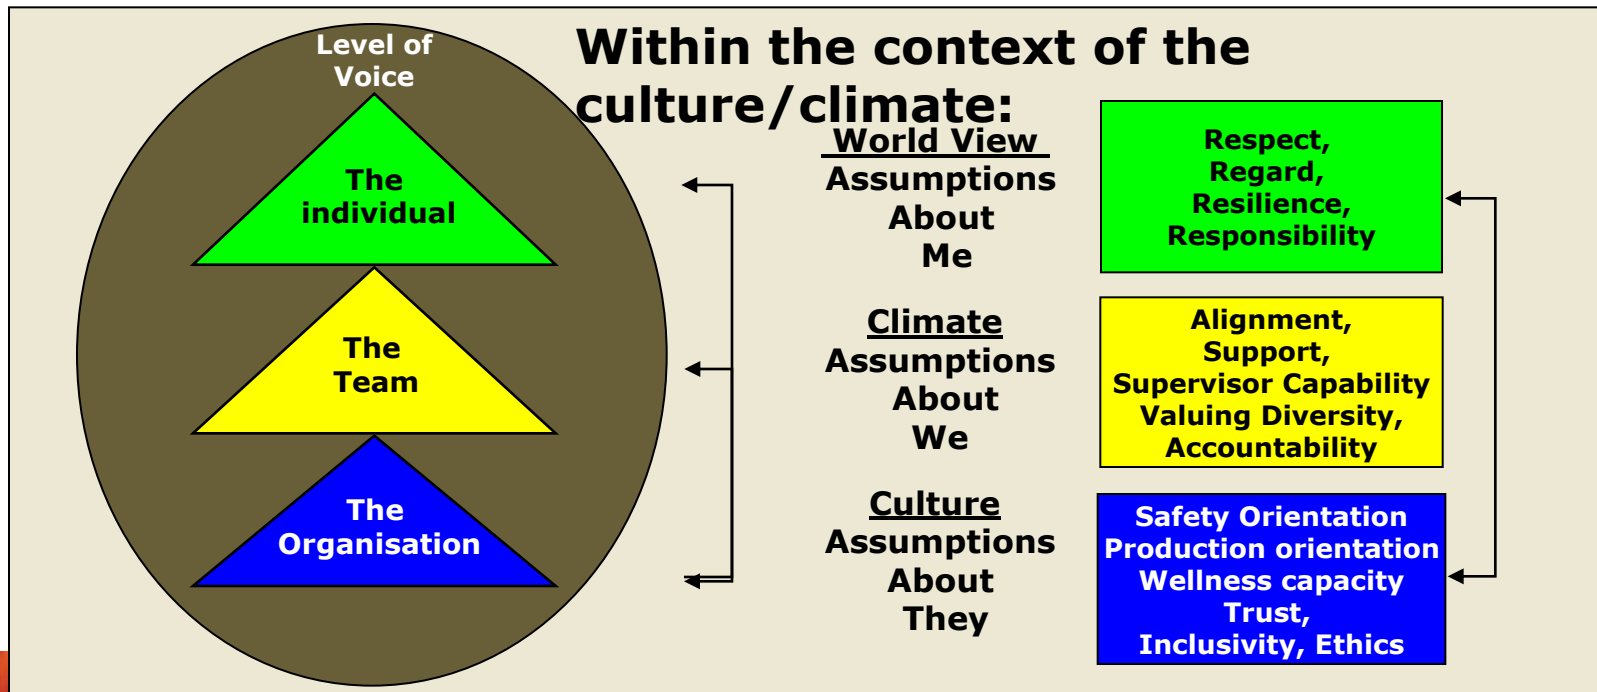 Level of
Voice
Within the context of the
culture/climate:
The
individual
World View
Assumptions
About
Me
Respect,
Regard,
Resilience,
Responsibility
The
Team
Climate
Assumptions
About
We
Alignment,
Support,
Supervisor Capability
Valuing Diversity,
Accountability
The
Organisation
Culture
Assumptions
About
They
Safety Orientation
Production orientation
Wellness capacity
Trust,
Inclusivity, Ethics